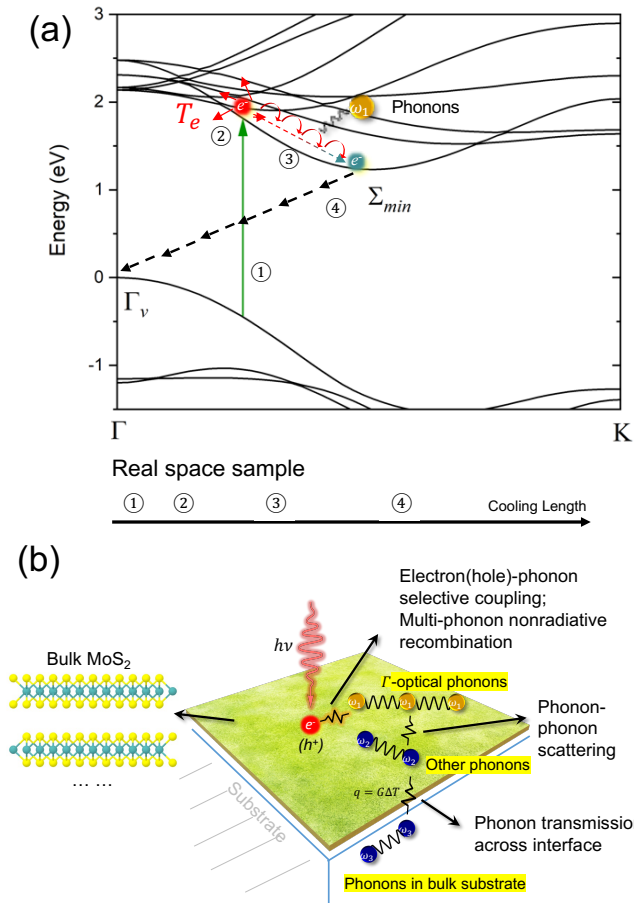 (a)
3
2
1
0
-1
Energy (eV)
T_e
e-
②
③
ω₁
Phonons
e-
Σ_min
④
①
Γ_v
Γ
K
Real space sample
① ② ③ ④
Cooling Length
(b)
Electron(hole)-phonon
selective coupling;
Multi-phonon nonradiative
recombination
hν
Bulk MoS₂
Γ-optical phonons
ω₁ ω₁ ω₁
e-
(h⁺)
Phonon-
phonon
scattering
ω₂ ω₂
Other phonons
... ...
Substrate
q = GΔT
ω₃ ω₃
Phonon transmission
across interface
Phonons in bulk substrate